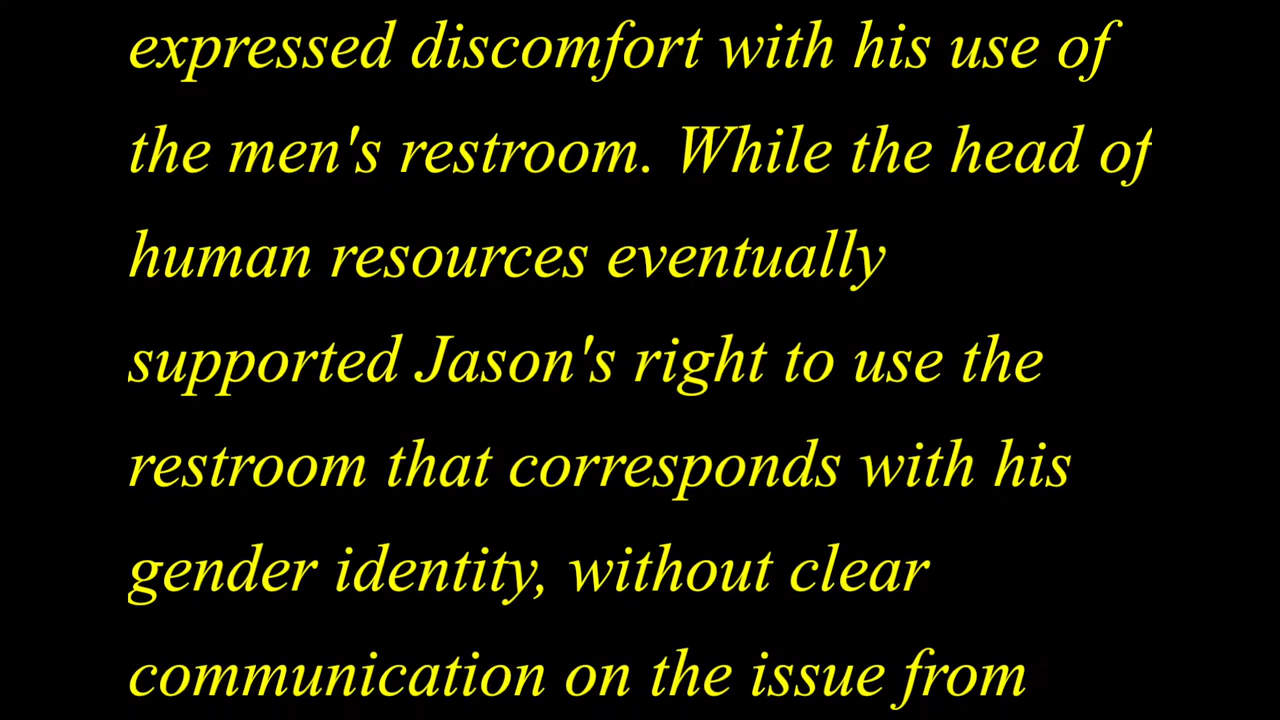 expressed discomfort with his use of
the men's restroom. While the head of
human resources eventually
supported Jason's right to use the
restroom that corresponds with his
gender identity, without clear
communication on the issue from